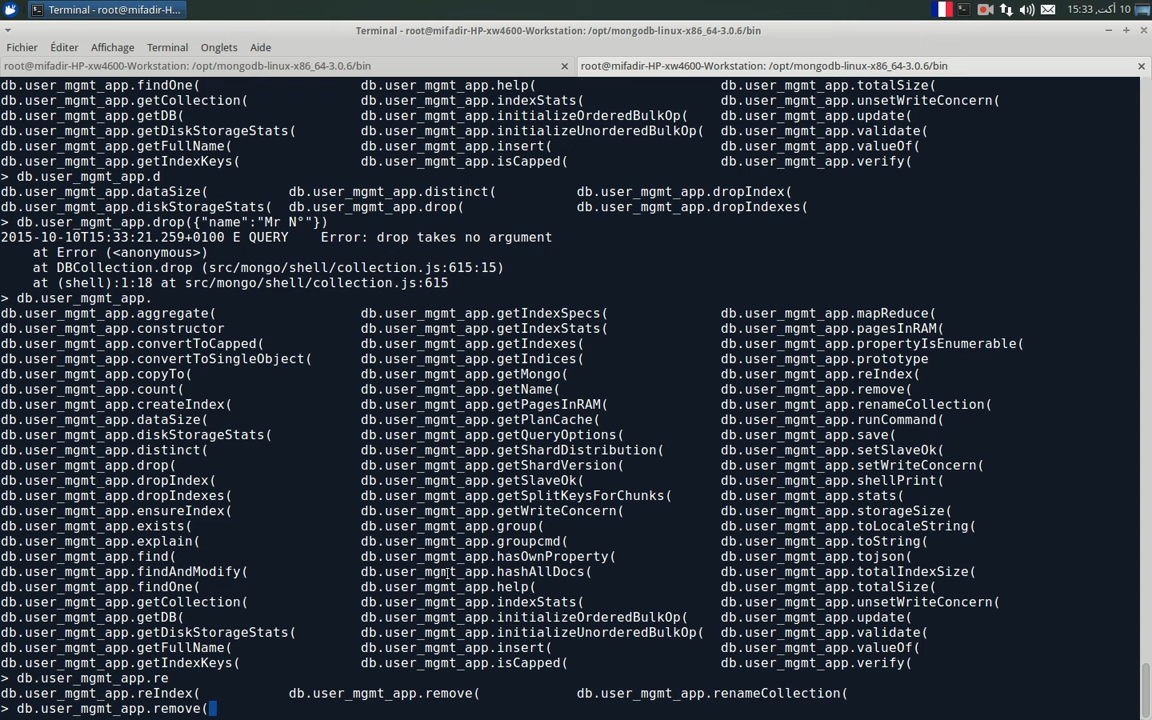 Terminal - root@mifadir-H...
10 أكت, 15:33
Terminal - root@mifadir-HP-xw4600-Workstation: /opt/mongodb-linux-x86_64-3.0.6/bin
Fichier Éditer Affichage Terminal Onglets Aide
root@mifadir-HP-xw4600-Workstation: /opt/mongodb-linux-x86_64-3.0.6/bin root@mifadir-HP-xw4600-Workstation: /opt/mongodb-linux-x86_64-3.0.6/bin
db.user_mgmt_app.findOne( db.user_mgmt_app.help( db.user_mgmt_app.totalSize(
db.user_mgmt_app.getCollection( db.user_mgmt_app.indexStats( db.user_mgmt_app.unsetWriteConcern(
db.user_mgmt_app.getDB( db.user_mgmt_app.initializeOrderedBulkOp( db.user_mgmt_app.update(
db.user_mgmt_app.getDiskStorageStats( db.user_mgmt_app.initializeUnorderedBulkOp( db.user_mgmt_app.validate(
db.user_mgmt_app.getFullName( db.user_mgmt_app.insert( db.user_mgmt_app.valueOf(
db.user_mgmt_app.getIndexKeys( db.user_mgmt_app.isCapped( db.user_mgmt_app.verify(
> db.user_mgmt_app.d
db.user_mgmt_app.dataSize( db.user_mgmt_app.distinct( db.user_mgmt_app.dropIndex(
db.user_mgmt_app.diskStorageStats( db.user_mgmt_app.drop( db.user_mgmt_app.dropIndexes(
> db.user_mgmt_app.drop({"name":"Mr N°"})
2015-10-10T15:33:21.259+0100 E QUERY    Error: drop takes no argument
at Error (<anonymous>)
at DBCollection.drop (src/mongo/shell/collection.js:615:15)
at (shell):1:18 at src/mongo/shell/collection.js:615
> db.user_mgmt_app.
db.user_mgmt_app.aggregate( db.user_mgmt_app.getIndexSpecs( db.user_mgmt_app.mapReduce(
db.user_mgmt_app.constructor db.user_mgmt_app.getIndexStats( db.user_mgmt_app.pagesInRAM(
db.user_mgmt_app.convertToCapped( db.user_mgmt_app.getIndexes( db.user_mgmt_app.propertyIsEnumerable(
db.user_mgmt_app.convertToSingleObject( db.user_mgmt_app.getIndices( db.user_mgmt_app.prototype
db.user_mgmt_app.copyTo( db.user_mgmt_app.getMongo( db.user_mgmt_app.reIndex(
db.user_mgmt_app.count( db.user_mgmt_app.getName( db.user_mgmt_app.remove(
db.user_mgmt_app.createIndex( db.user_mgmt_app.getPagesInRAM( db.user_mgmt_app.renameCollection(
db.user_mgmt_app.dataSize( db.user_mgmt_app.getPlanCache( db.user_mgmt_app.runCommand(
db.user_mgmt_app.diskStorageStats( db.user_mgmt_app.getQueryOptions( db.user_mgmt_app.save(
db.user_mgmt_app.distinct( db.user_mgmt_app.getShardDistribution( db.user_mgmt_app.setSlaveOk(
db.user_mgmt_app.drop( db.user_mgmt_app.getShardVersion( db.user_mgmt_app.setWriteConcern(
db.user_mgmt_app.dropIndex( db.user_mgmt_app.getSlaveOk( db.user_mgmt_app.shellPrint(
db.user_mgmt_app.dropIndexes( db.user_mgmt_app.getSplitKeysForChunks( db.user_mgmt_app.stats(
db.user_mgmt_app.ensureIndex( db.user_mgmt_app.getWriteConcern( db.user_mgmt_app.storageSize(
db.user_mgmt_app.exists( db.user_mgmt_app.group( db.user_mgmt_app.toLocaleString(
db.user_mgmt_app.explain( db.user_mgmt_app.groupcmd( db.user_mgmt_app.toString(
db.user_mgmt_app.find( db.user_mgmt_app.hasOwnProperty( db.user_mgmt_app.tojson(
db.user_mgmt_app.findAndModify( db.user_mgmt_app.hashAllDocs( db.user_mgmt_app.totalIndexSize(
db.user_mgmt_app.findOne( db.user_mgmt_app.help( db.user_mgmt_app.totalSize(
db.user_mgmt_app.getCollection( db.user_mgmt_app.indexStats( db.user_mgmt_app.unsetWriteConcern(
db.user_mgmt_app.getDB( db.user_mgmt_app.initializeOrderedBulkOp( db.user_mgmt_app.update(
db.user_mgmt_app.getDiskStorageStats( db.user_mgmt_app.initializeUnorderedBulkOp( db.user_mgmt_app.validate(
db.user_mgmt_app.getFullName( db.user_mgmt_app.insert( db.user_mgmt_app.valueOf(
db.user_mgmt_app.getIndexKeys( db.user_mgmt_app.isCapped( db.user_mgmt_app.verify(
> db.user_mgmt_app.re
db.user_mgmt_app.reIndex( db.user_mgmt_app.remove( db.user_mgmt_app.renameCollection(
> db.user_mgmt_app.remove(